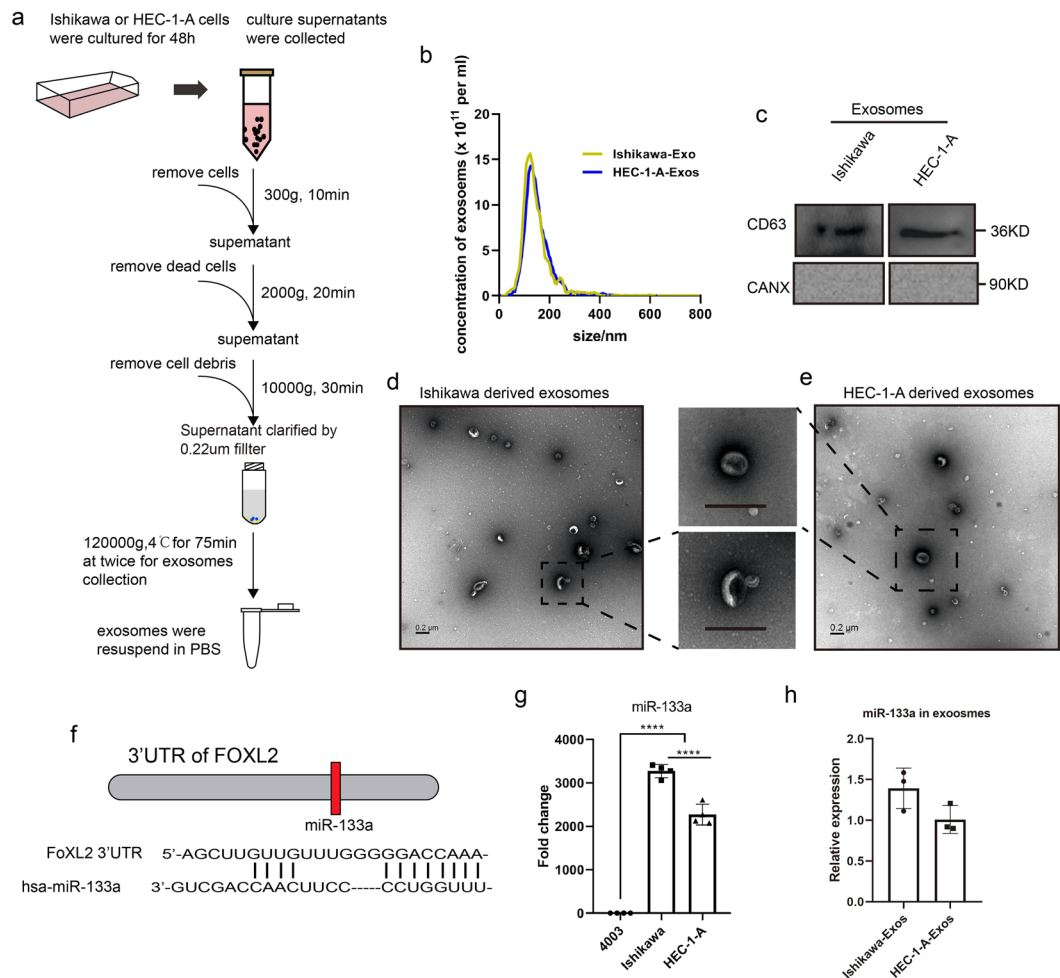 a
Ishikawa or HEC-1-A cells
were cultured for 48h
culture supernatants
were collected
remove cells
300g, 10min
supematant
remove dead cells
2000g, 20min
supernatant
remove cell debris
10000g, 30min
Supernatant clarified by
0.22um fillter
120000g,4℃ for 75min
at twice for exosomes
collection
exosomes were
resuspend in PBS
b
concentration of exosoems (x 10¹¹ per ml)
20
15
10
5
0
0
200
400
600
800
size/nm
Ishikawa-Exo
HEC-1-A-Exos
c
Exosomes
Ishikawa
HEC-1-A
CD63
36KD
CANX
90KD
d
Ishikawa derived exosomes
0.2 μm
e
HEC-1-A derived exosomes
0.2 μm
f
3'UTR of FOXL2
miR-133a
FoXL2 3'UTR 5'-AGCUUGUUGUUUGGGGGACCAAA-
hsa-miR-133a 3'-GUCGACCAACUUCC-----CCUGGUUU-
g
miR-133a
****
****
Fold change
4000
3000
2000
1000
0
4003
Ishikawa
HEC-1-A
h
miR-133a in exoosmes
Relative expression
2.0
1.5
1.0
0.5
0.0
Ishikawa-Exos
HEC-1-A-Exos